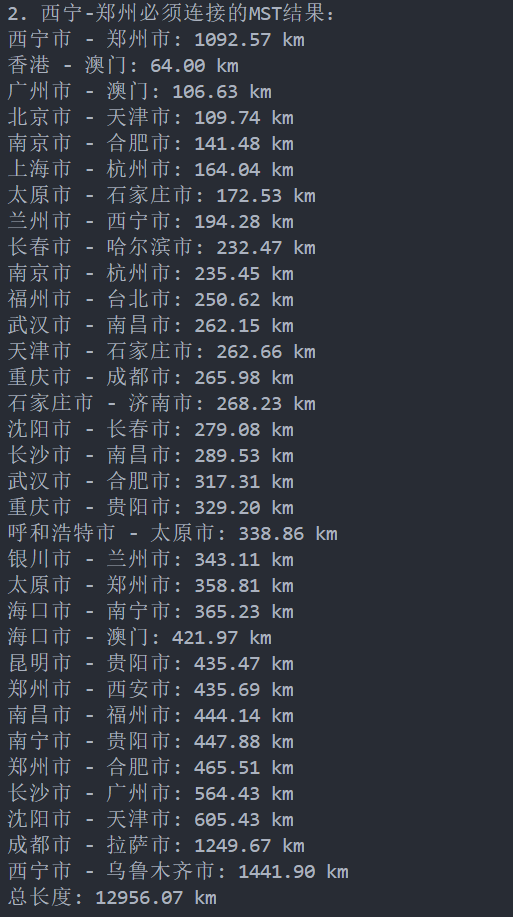 2. 西宁-郑州必须连接的MST结果:
西宁市 - 郑州市: 1092.57 km
香港 - 澳门: 64.00 km
广州市 - 澳门: 106.63 km
北京市 - 天津市: 109.74 km
南京市 - 合肥市: 141.48 km
上海市 - 杭州市: 164.04 km
太原市 - 石家庄市: 172.53 km
兰州市 - 西宁市: 194.28 km
长春市 - 哈尔滨市: 232.47 km
南京市 - 杭州市: 235.45 km
福州市 - 台北市: 250.62 km
武汉市 - 南昌市: 262.15 km
天津市 - 石家庄市: 262.66 km
重庆市 - 成都市: 265.98 km
石家庄市 - 济南市: 268.23 km
沈阳市 - 长春市: 279.08 km
长沙市 - 南昌市: 289.53 km
武汉市 - 合肥市: 317.31 km
重庆市 - 贵阳市: 329.20 km
呼和浩特市 - 太原市: 338.86 km
银川市 - 兰州市: 343.11 km
太原市 - 郑州市: 358.81 km
海口市 - 南宁市: 365.23 km
海口市 - 澳门: 421.97 km
昆明市 - 贵阳市: 435.47 km
郑州市 - 西安市: 435.69 km
南昌市 - 福州市: 444.14 km
南宁市 - 贵阳市: 447.88 km
郑州市 - 合肥市: 465.51 km
长沙市 - 广州市: 564.43 km
沈阳市 - 天津市: 605.43 km
成都市 - 拉萨市: 1249.67 km
西宁市 - 乌鲁木齐市: 1441.90 km
总长度: 12956.07 km